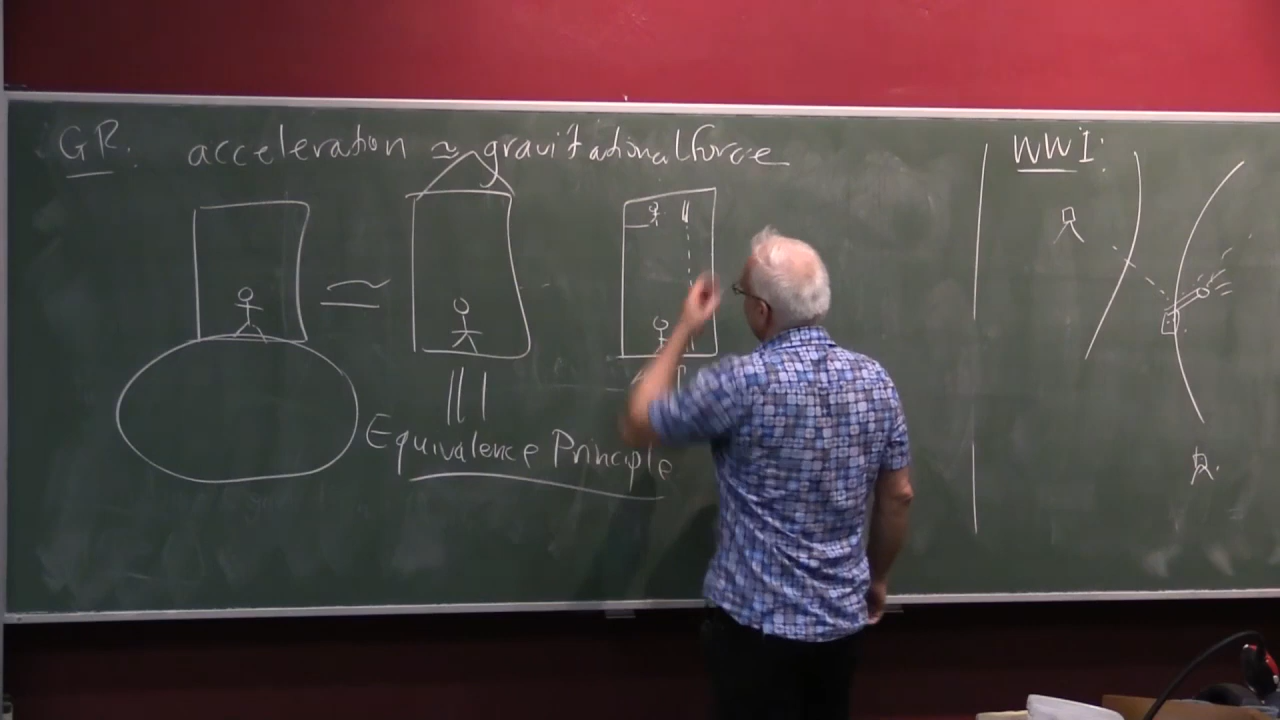 GR: acceleration ≈ gravitational force
Equivalence Principle
WWI: